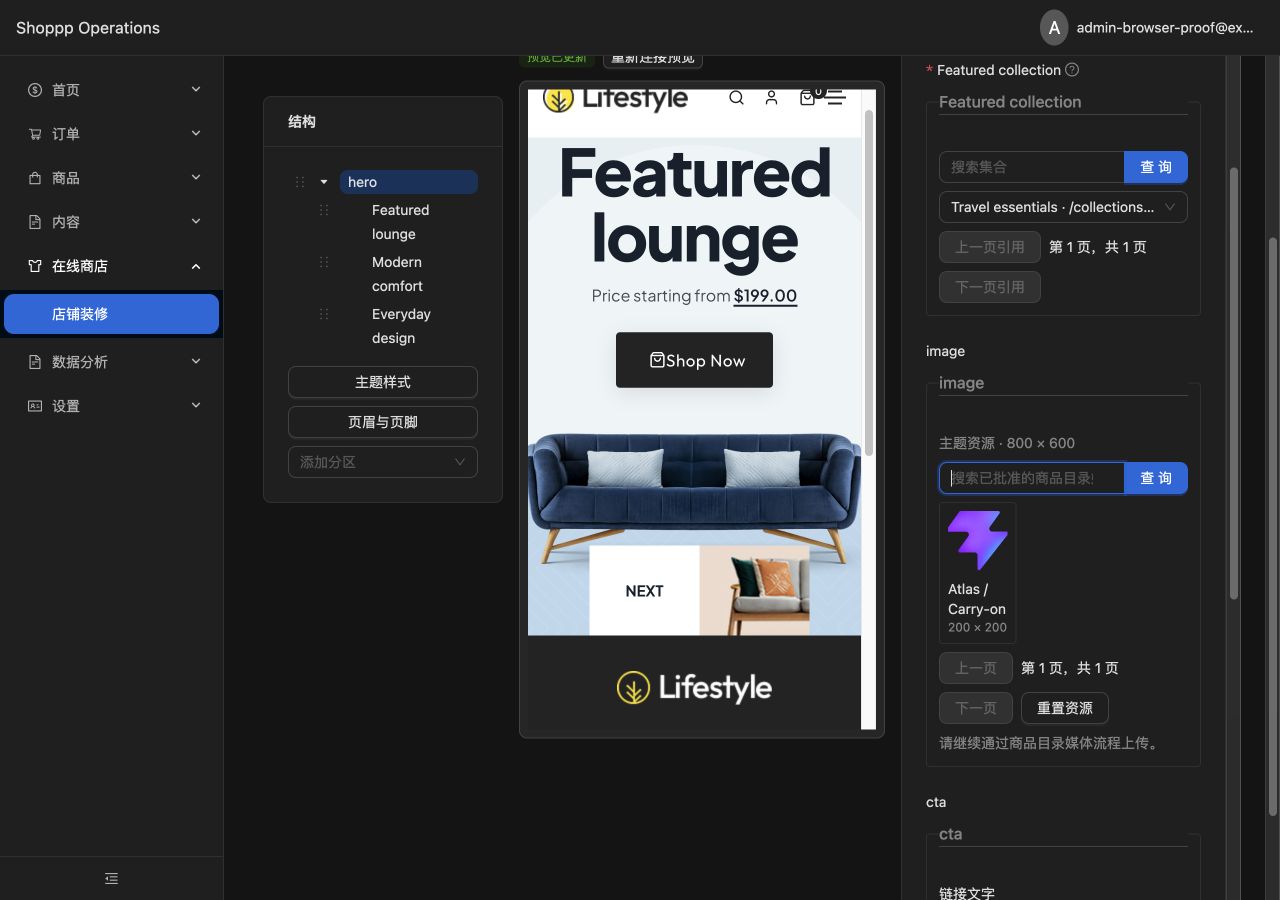 Shoppp Operations
A
admin-browser-proof@ex...
首页
订单
商品
内容
在线商店
店铺装修
数据分析
设置
结构
hero
Featured
lounge
Modern
comfort
Everyday
design
主题样式
页眉与页脚
添加分区
预览已更新
重新连接预览
Lifestyle
0
Featured
lounge
Price starting from $199.00
Shop Now
NEXT
Lifestyle
* Featured collection
Featured collection
搜索集合
查 询
Travel essentials · /collections...
上一页引用
第 1 页，共 1 页
下一页引用
image
image
主题资源 · 800 × 600
搜索已批准的商品目录
查 询
Atlas /
Carry-on
200 × 200
上一页
第 1 页，共 1 页
下一页
重置资源
请继续通过商品目录媒体流程上传。
cta
cta
链接文字